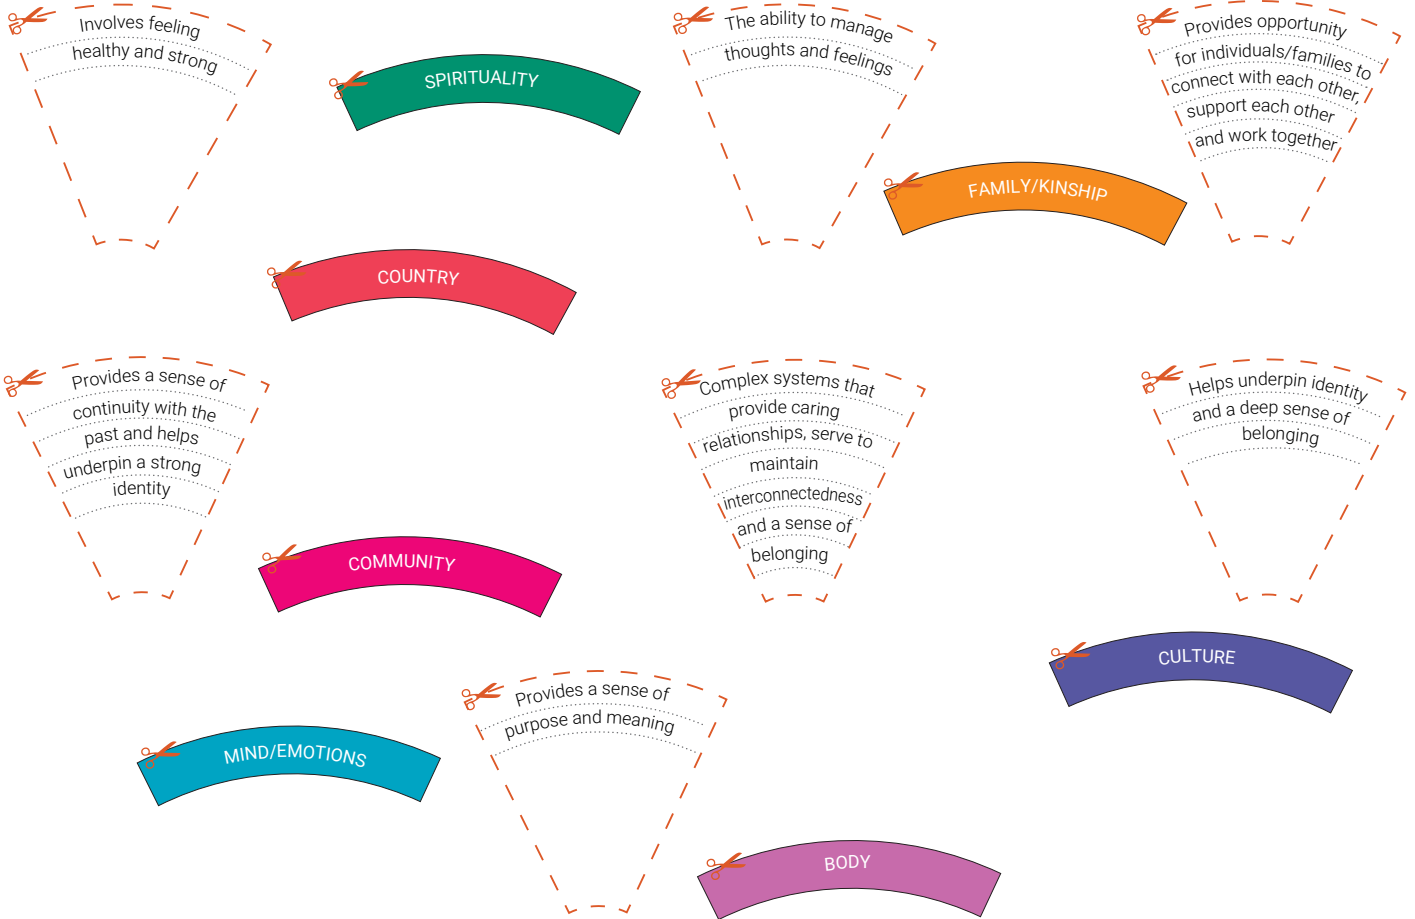 Involves feeling
healthy and strong
SPIRITUALITY
The ability to manage
thoughts and feelings
Provides opportunity
for individuals/families to
connect with each other,
support each other
and work together
FAMILY/KINSHIP
COUNTRY
Provides a sense of
continuity with the
past and helps
underpin a strong
identity
Complex systems that
provide caring
relationships, serve to
maintain
interconnectedness
and a sense of
belonging
Helps underpin identity
and a deep sense of
belonging
COMMUNITY
CULTURE
Provides a sense of
purpose and meaning
MIND/EMOTIONS
BODY